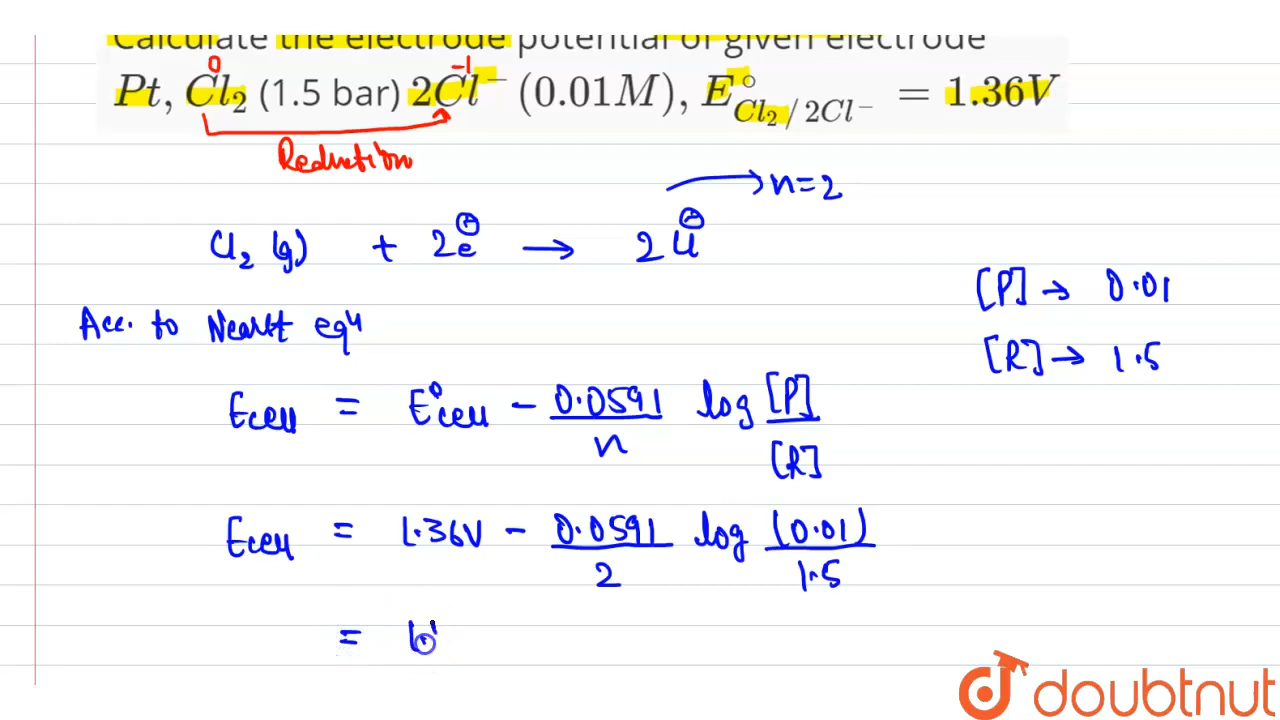 Calculate the electrode potential of given electrode
0 -1
Pt, Cl₂ (1.5 bar) 2Cl⁻ (0.01M), E°Cl₂/2Cl⁻ = 1.36V
Reduction
n=2
Cl₂ (g) + 2e⊖ → 2Cl⊖
[P] → 0.01
Acc. to Nernst eqn
[R] → 1.5
Ecell = E°cell - 0.0591/n log [P]/[R]
Ecell = 1.36V - 0.0591/2 log (0.01)/1.5
=
doubtnut